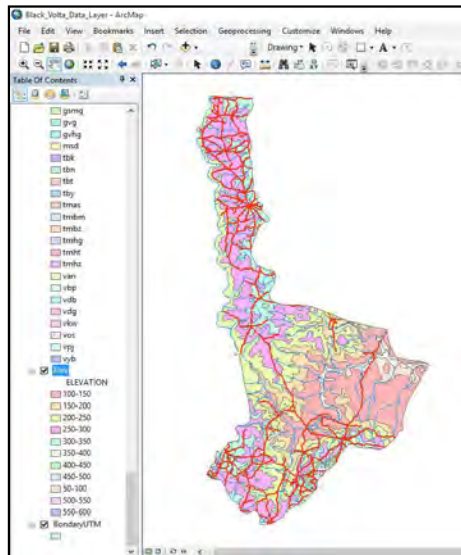 Black_Volta_Data_Layer - ArcMap
File Edit View Bookmarks Insert Selection Geoprocessing Customize Windows Help
Drawing
Table Of Contents
gsmg
gvg
gvhg
msd
tbk
tbn
tbt
tby
tmas
tmbm
tmbz
tmhg
tmht
tmhz
van
vbp
vdb
vdg
vkw
vos
vpj
vyb
ELEVATION
100-150
150-200
200-250
250-300
300-350
350-400
400-450
450-500
50-100
500-550
550-600
BondaryUTM